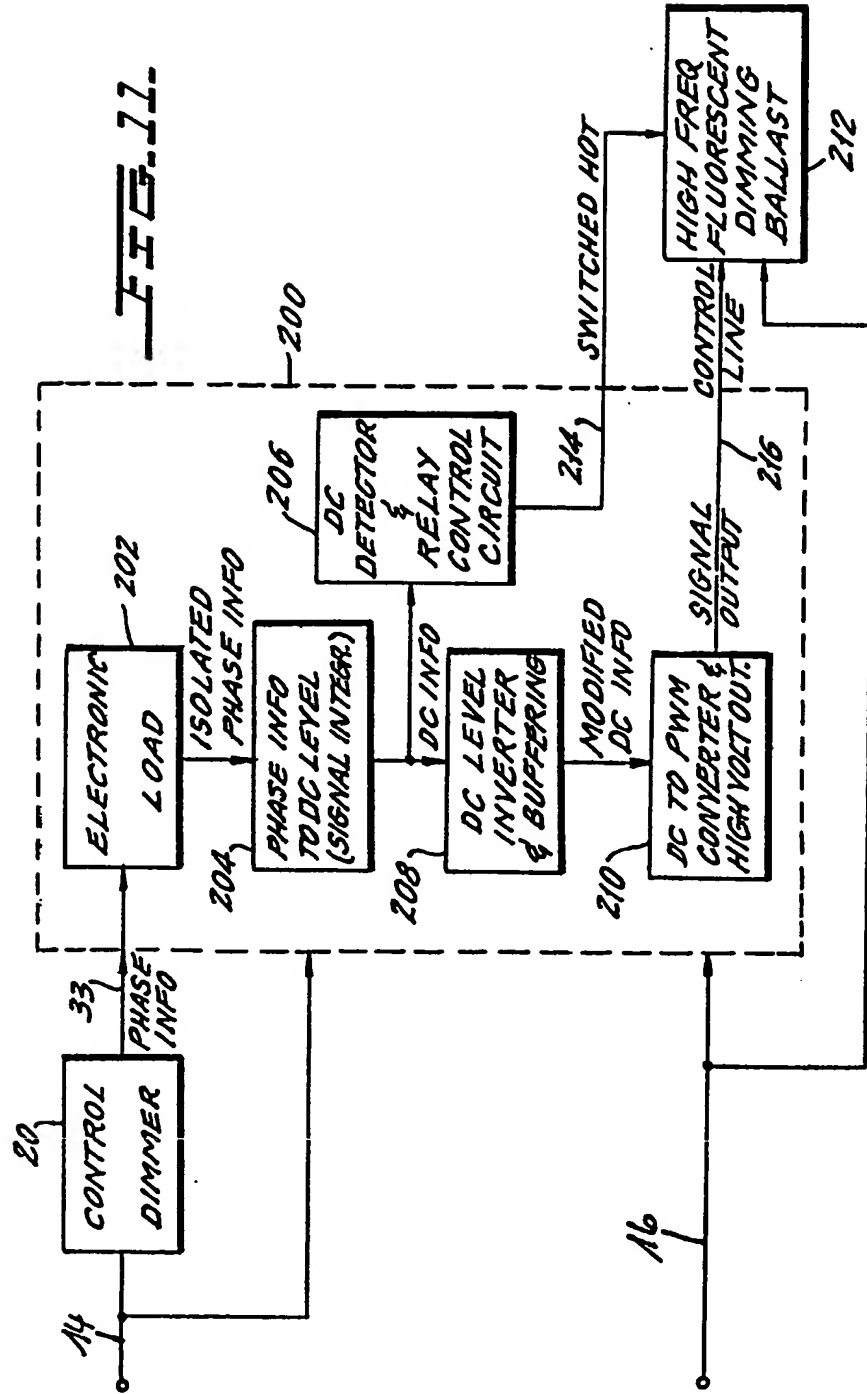 FIG. 11.
14
20
CONTROL
DIMMER
33
PHASE
INFO
200
202
ELECTRONIC
LOAD
ISOLATED
PHASE INFO
204
PHASE INFO
TO DC LEVEL
(SIGNAL INTEGR.)
206
DC
DETECTOR
&
RELAY
CONTROL
CIRCUIT
DC INFO
208
DC LEVEL
INVERTER
& BUFFERING
MODIFIED
DC INFO
210
DC TO PWM
CONVERTER &
HIGH VOLT OUT.
214
SWITCHED HOT
SIGNAL
OUTPUT
216
CONTROL
LINE
HIGH FREQ
FLUORESCENT
DIMMING
BALLAST
212
16